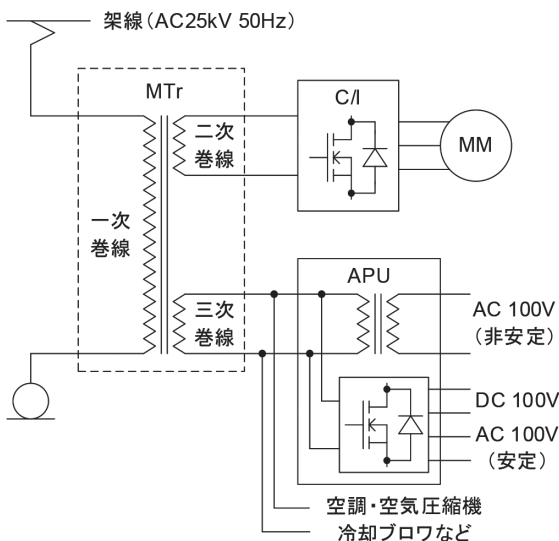 架線(AC25kV 50Hz)
MTr
C/I
二次
巻線
MM
一次
巻線
APU
三次
巻線
AC 100V
(非安定)
DC 100V
AC 100V
(安定)
空調・空気圧縮機
冷却ブロワなど